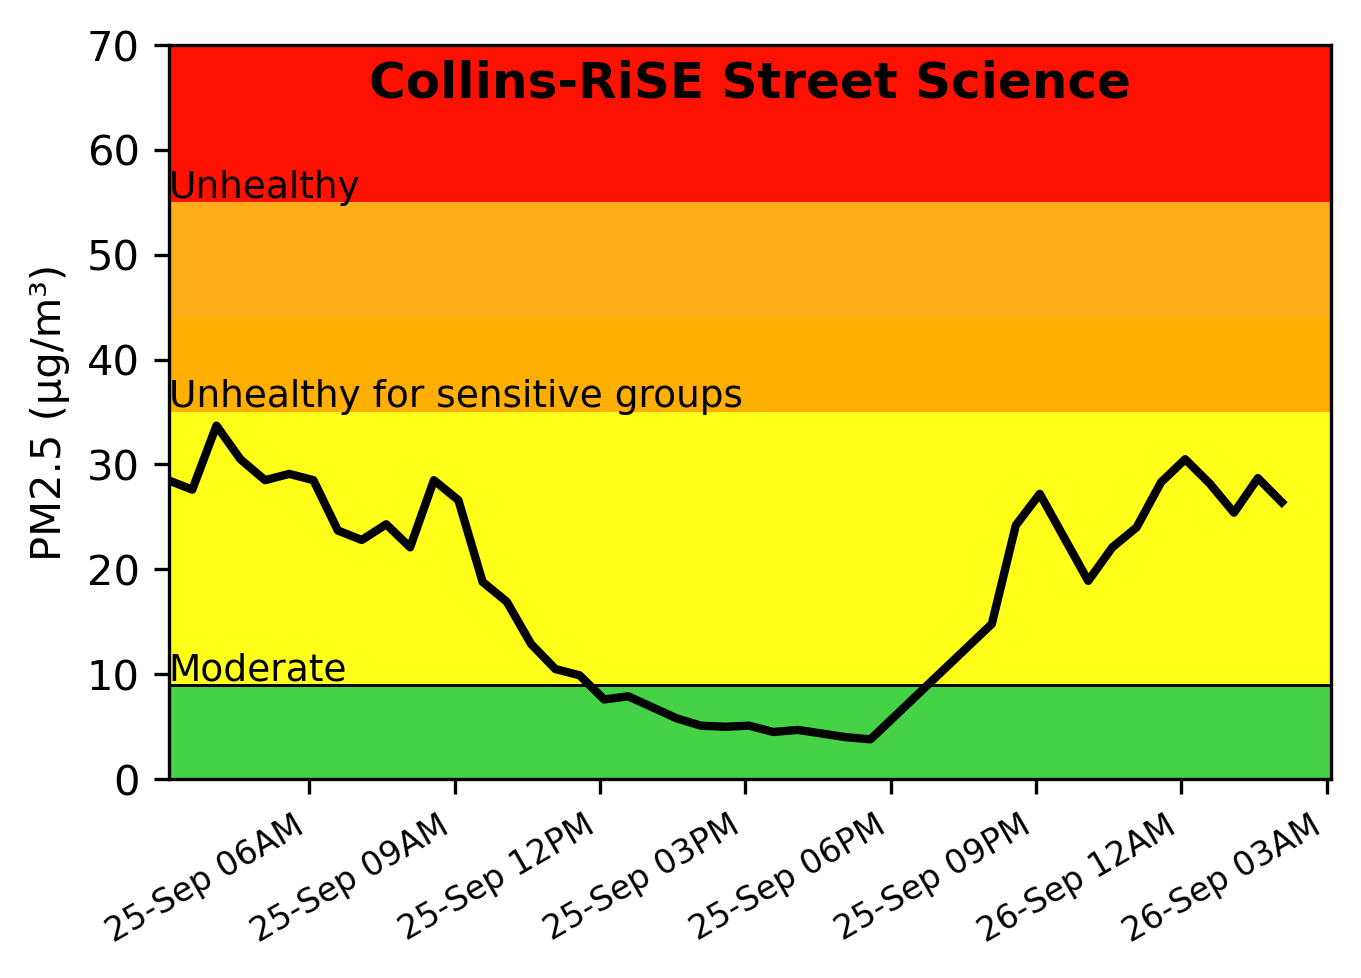 Collins-RiSE Street Science
70
60
Unhealthy
50
40
Unhealthy for sensitive groups
30
20
Moderate
10
0
PM2.5 (µg/m³)
25-Sep 06AM
25-Sep 09AM
25-Sep 12PM
25-Sep 03PM
25-Sep 06PM
25-Sep 09PM
26-Sep 12AM
26-Sep 03AM